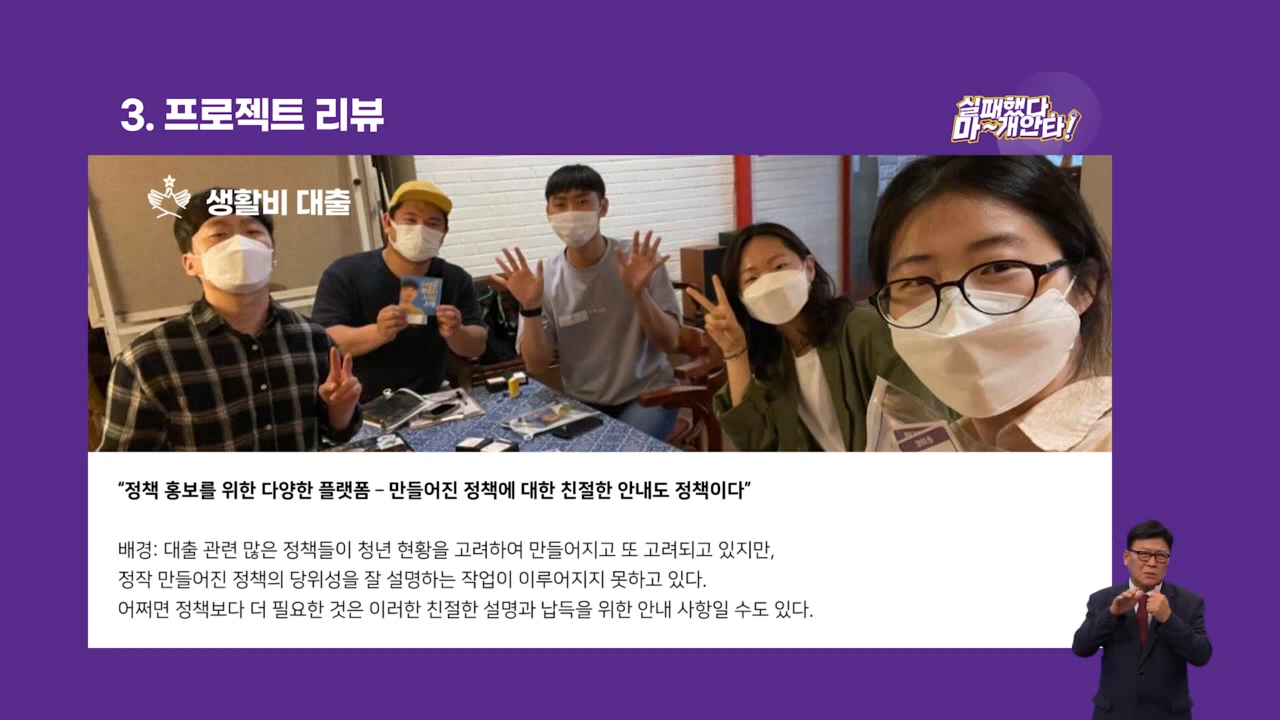 3. 프로젝트 리뷰
실패했다,
마~개안타!
생활비 대출
“정책 홍보를 위한 다양한 플랫폼 – 만들어진 정책에 대한 친절한 안내도 정책이다”
배경: 대출 관련 많은 정책들이 청년 현황을 고려하여 만들어지고 또 고려되고 있지만,
정작 만들어진 정책의 당위성을 잘 설명하는 작업이 이루어지지 못하고 있다.
어쩌면 정책보다 더 필요한 것은 이러한 친절한 설명과 납득을 위한 안내 사항일 수도 있다.